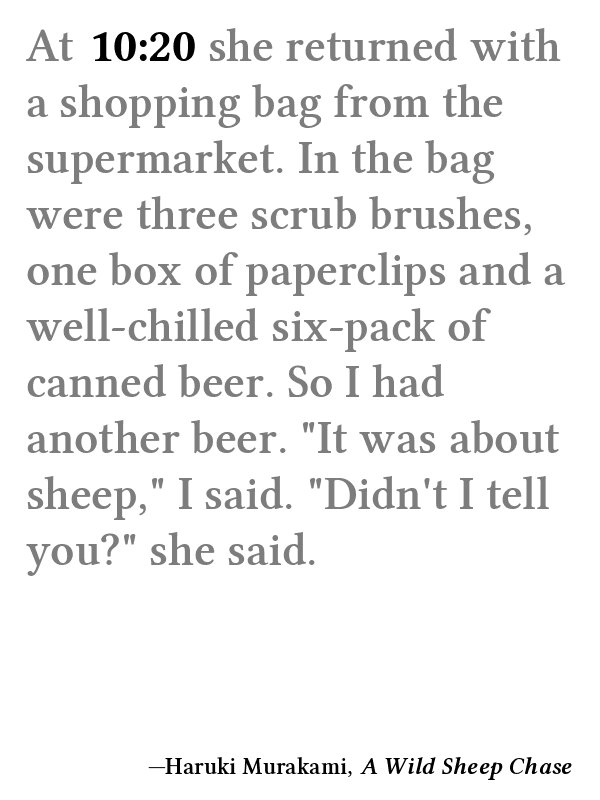 At 10:20 she returned with
a shopping bag from the
supermarket. In the bag
were three scrub brushes,
one box of paperclips and a
well-chilled six-pack of
canned beer. So I had
another beer. "It was about
sheep," I said. "Didn't I tell
you?" she said.
—Haruki Murakami, A Wild Sheep Chase